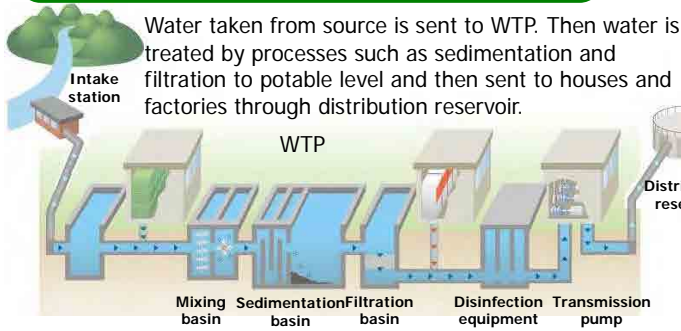 Water taken from source is sent to WTP. Then water is
treated by processes such as sedimentation and
filtration to potable level and then sent to houses and
factories through distribution reservoir.
Intake
station
WTP
Mixing
basin
Sedimentation
basin
Filtration
basin
Disinfection
equipment
Transmission
pump